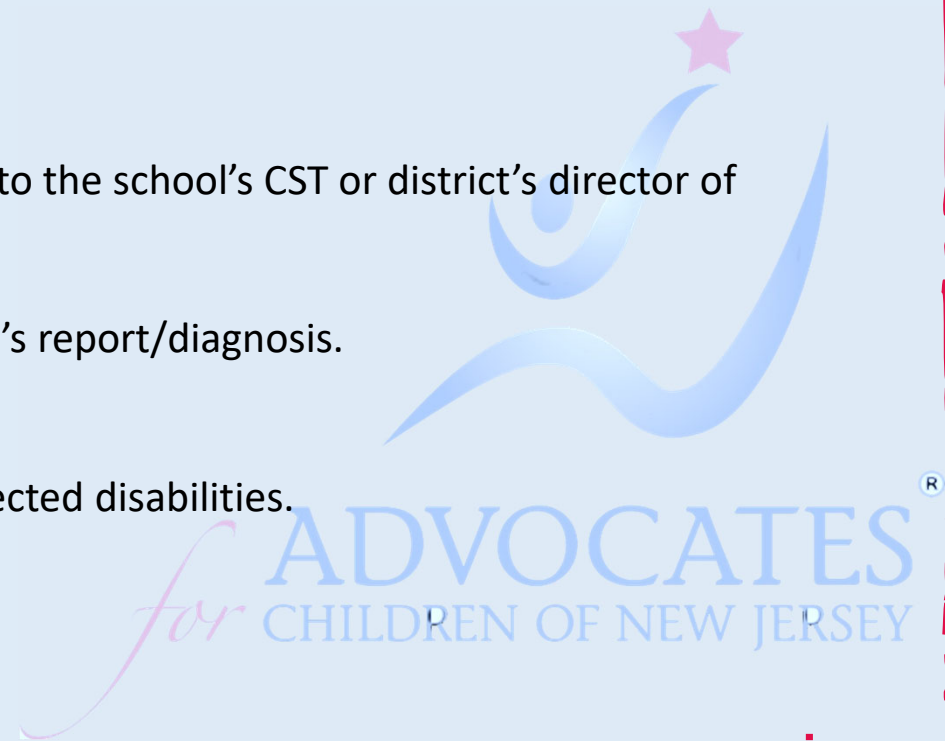 to the school's CST or district's director of
's report/diagnosis.
ected disabilities.
ADVOCATES ®
for CHILDREN OF NEW JERSEY